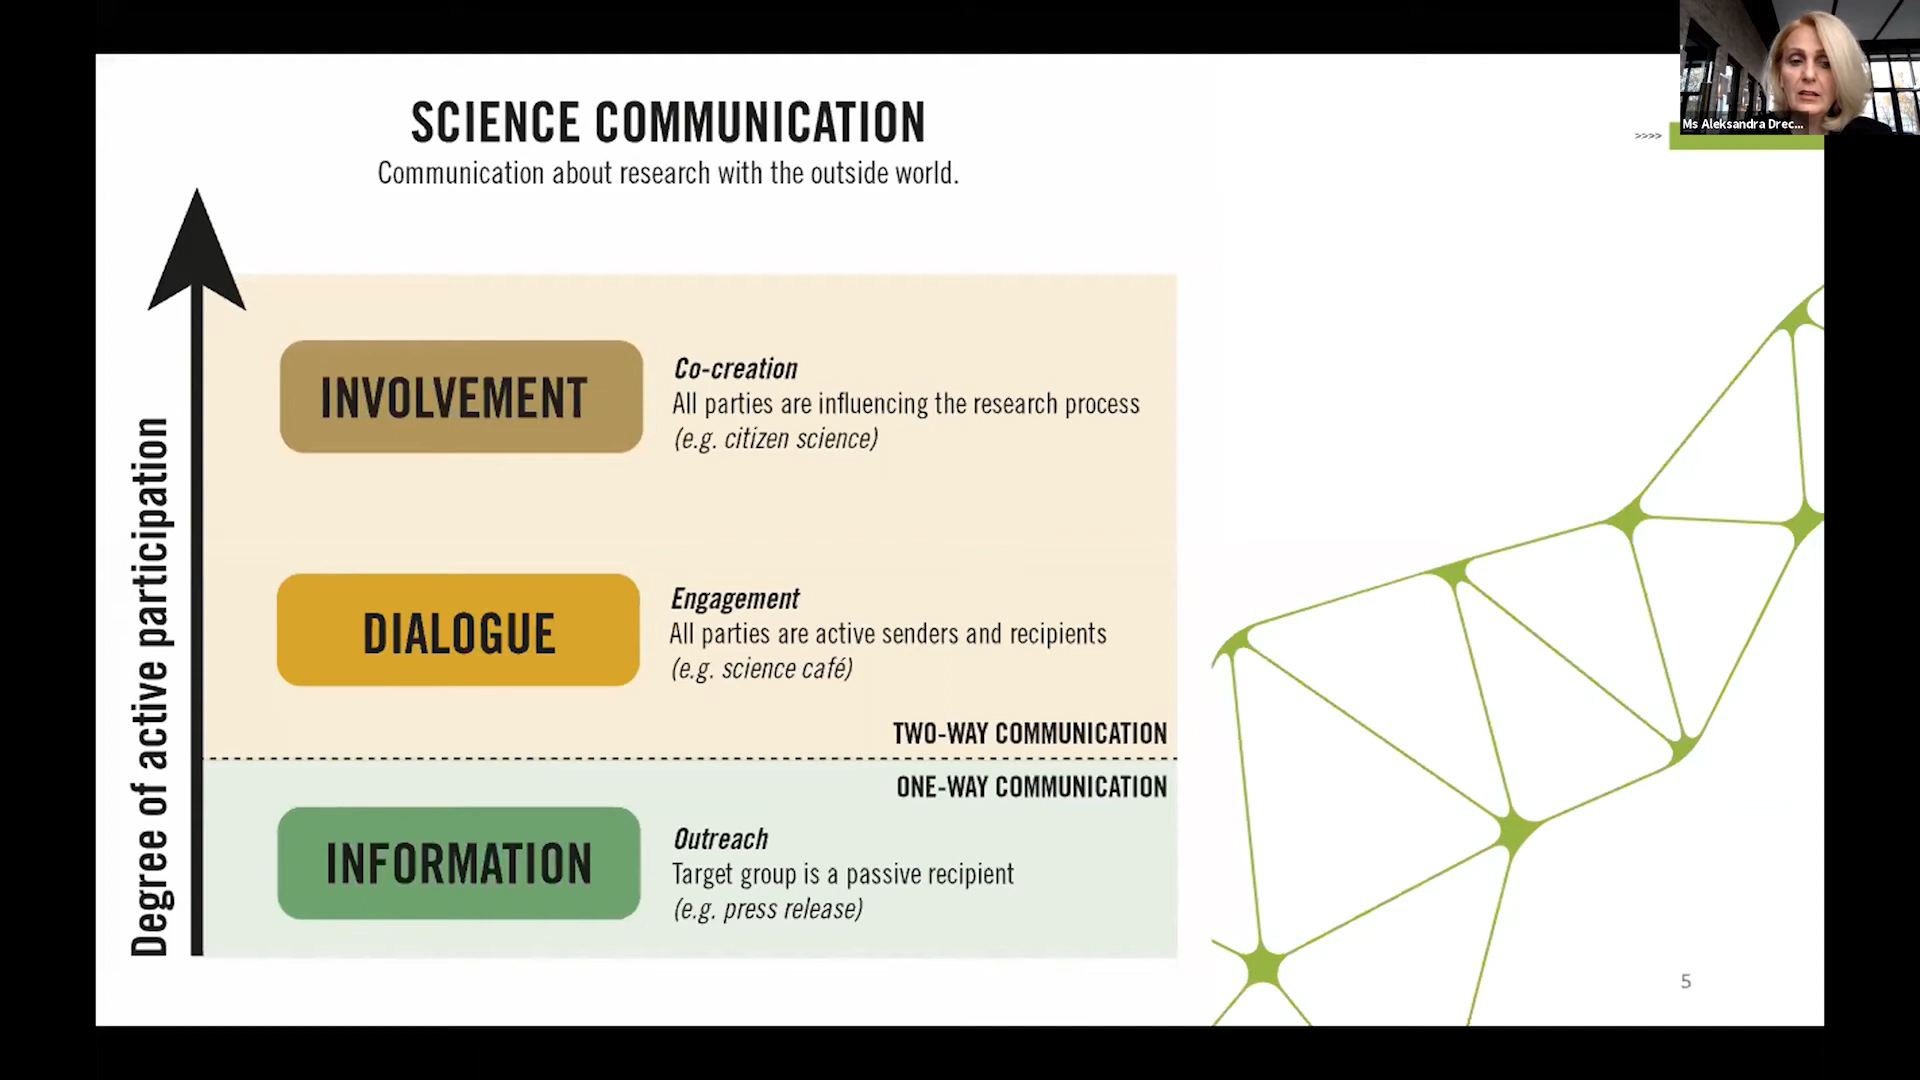 SCIENCE COMMUNICATION
Communication about research with the outside world.
Ms Aleksandra Drec...
>>>>
Degree of active participation
INVOLVEMENT
Co-creation
All parties are influencing the research process
(e.g. citizen science)
DIALOGUE
Engagement
All parties are active senders and recipients
(e.g. science café)
TWO-WAY COMMUNICATION
ONE-WAY COMMUNICATION
INFORMATION
Outreach
Target group is a passive recipient
(e.g. press release)
5